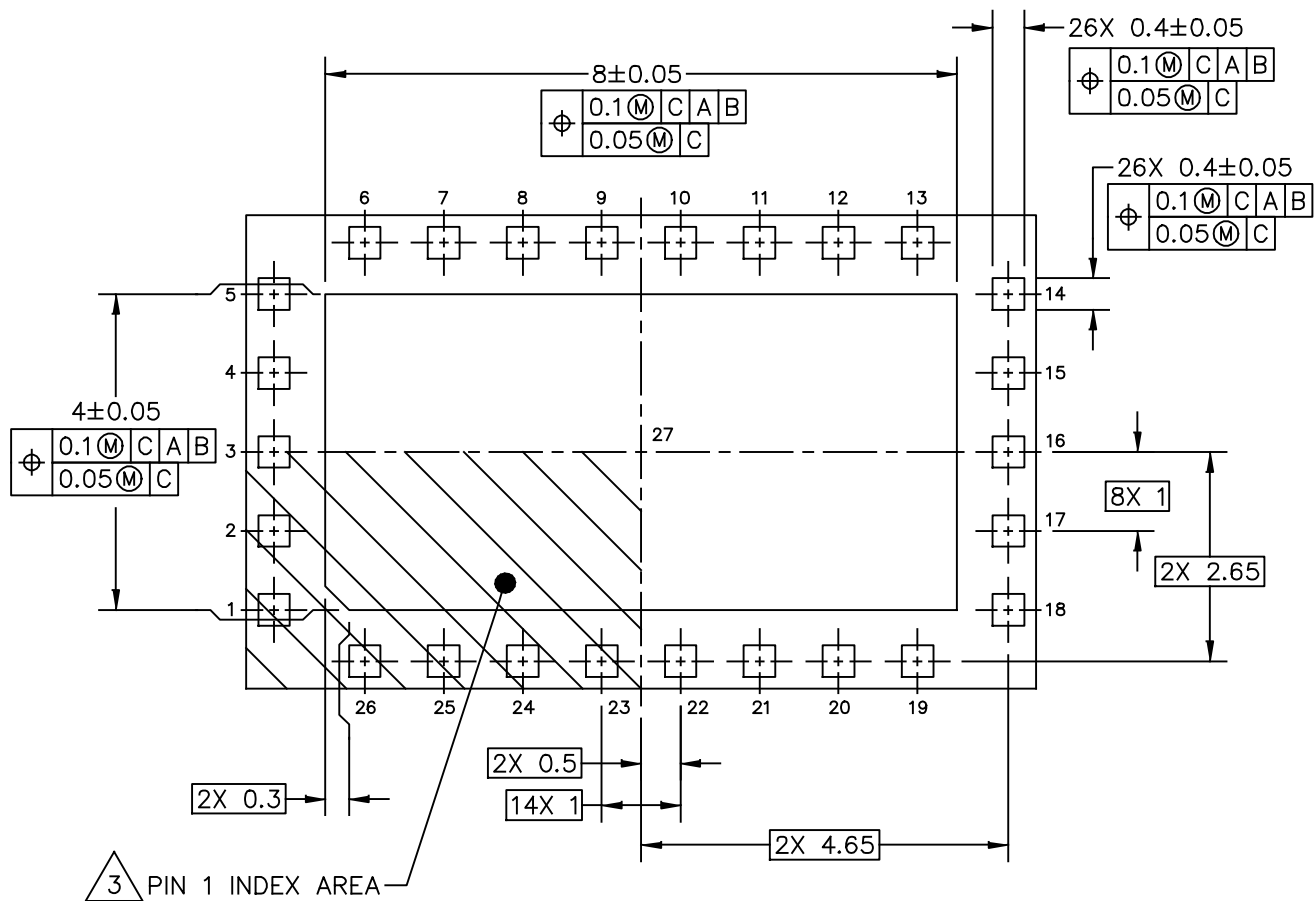 26X 0.4±0.05
⌖ 0.1Ⓜ C A B
0.05Ⓜ C
8±0.05
⌖ 0.1Ⓜ C A B
0.05Ⓜ C
26X 0.4±0.05
⌖ 0.1Ⓜ C A B
0.05Ⓜ C
6 7 8 9 10 11 12 13
5 14
4 15
4±0.05
⌖ 0.1Ⓜ C A B
0.05Ⓜ C
27
3 16
8X 1
2 17
2X 2.65
1 18
26 25 24 23 22 21 20 19
2X 0.5
2X 0.3
14X 1
2X 4.65
3 PIN 1 INDEX AREA